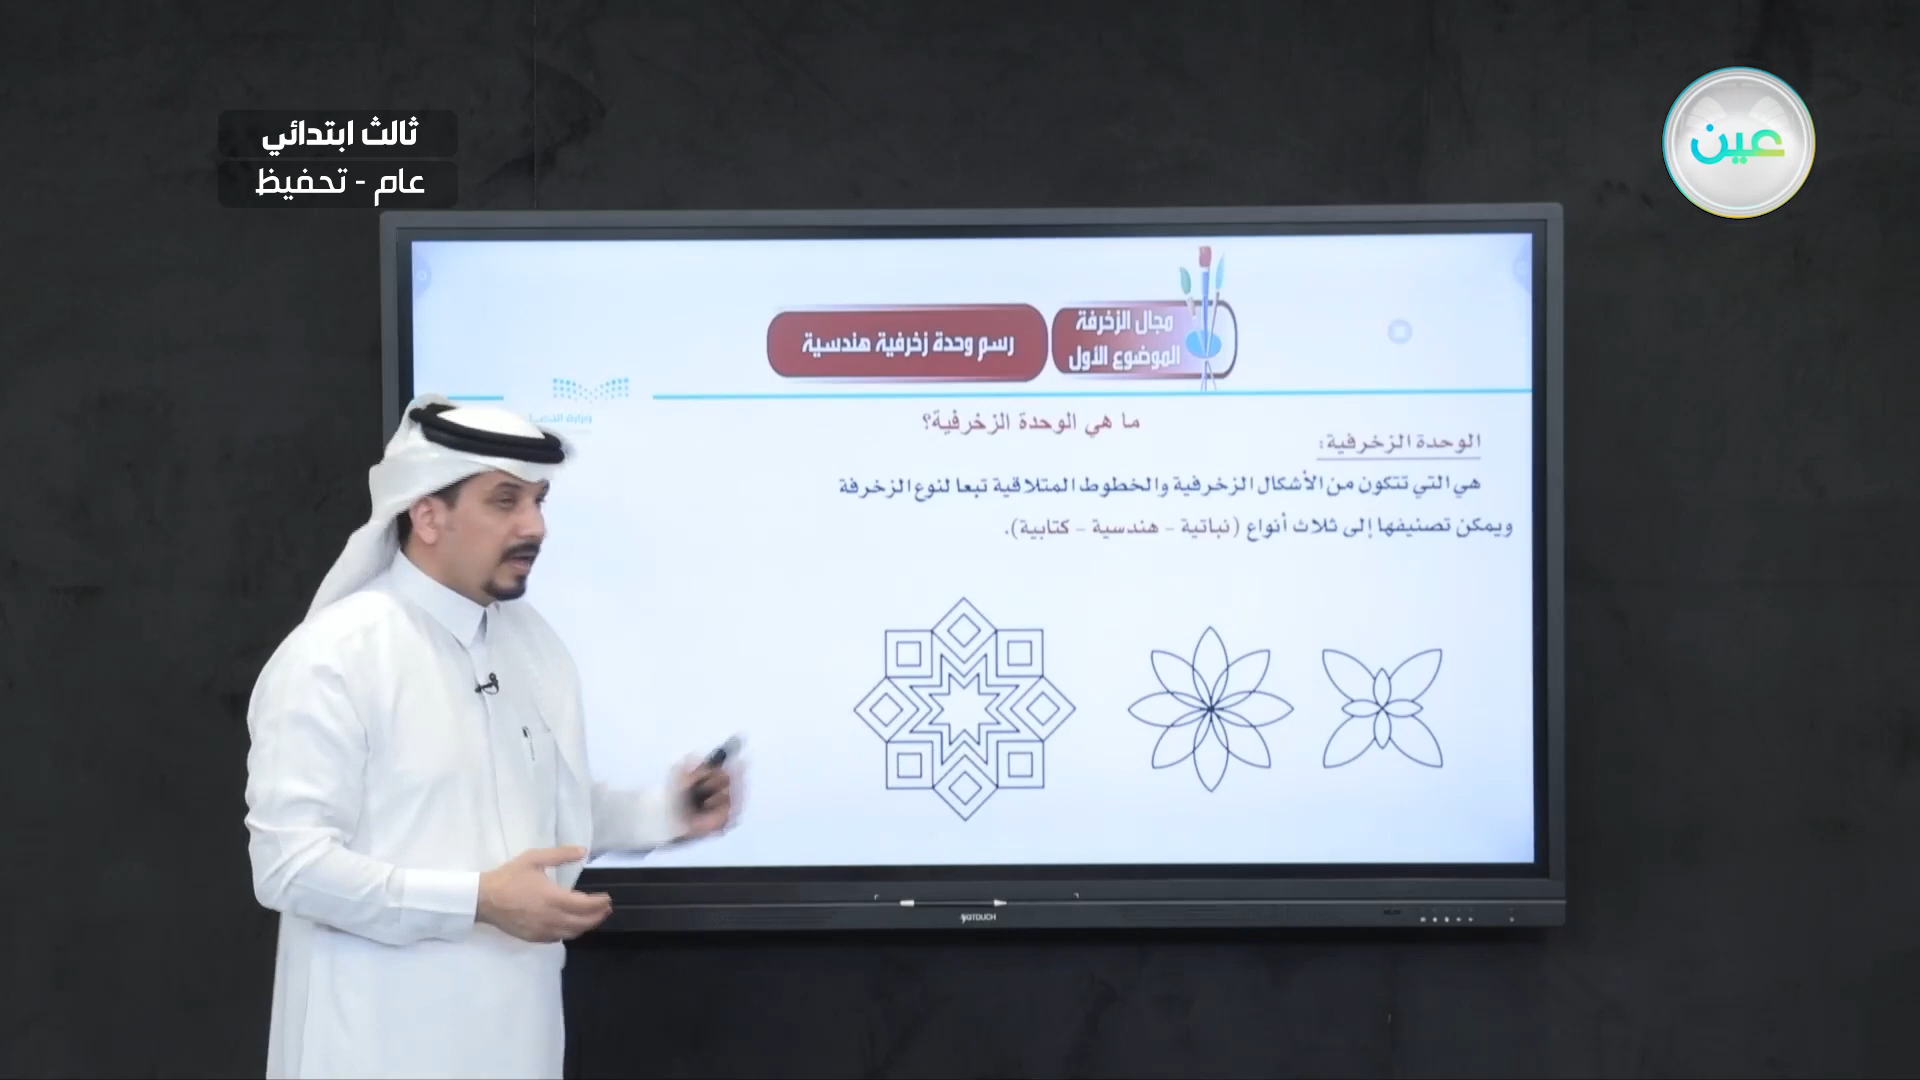 ثالث ابتدائي
عام - تحفيظ
عين
مجال الزخرفة
الموضوع الأول
رسم وحدة زخرفية هندسية
ما هي الوحدة الزخرفية؟
الوحدة الزخرفية:
هي التي تتكون من الأشكال الزخرفية والخطوط المتلاقية تبعا لنوع الزخرفة
ويمكن تصنيفها إلى ثلاث أنواع (نباتية - هندسية - كتابية).
وزارة